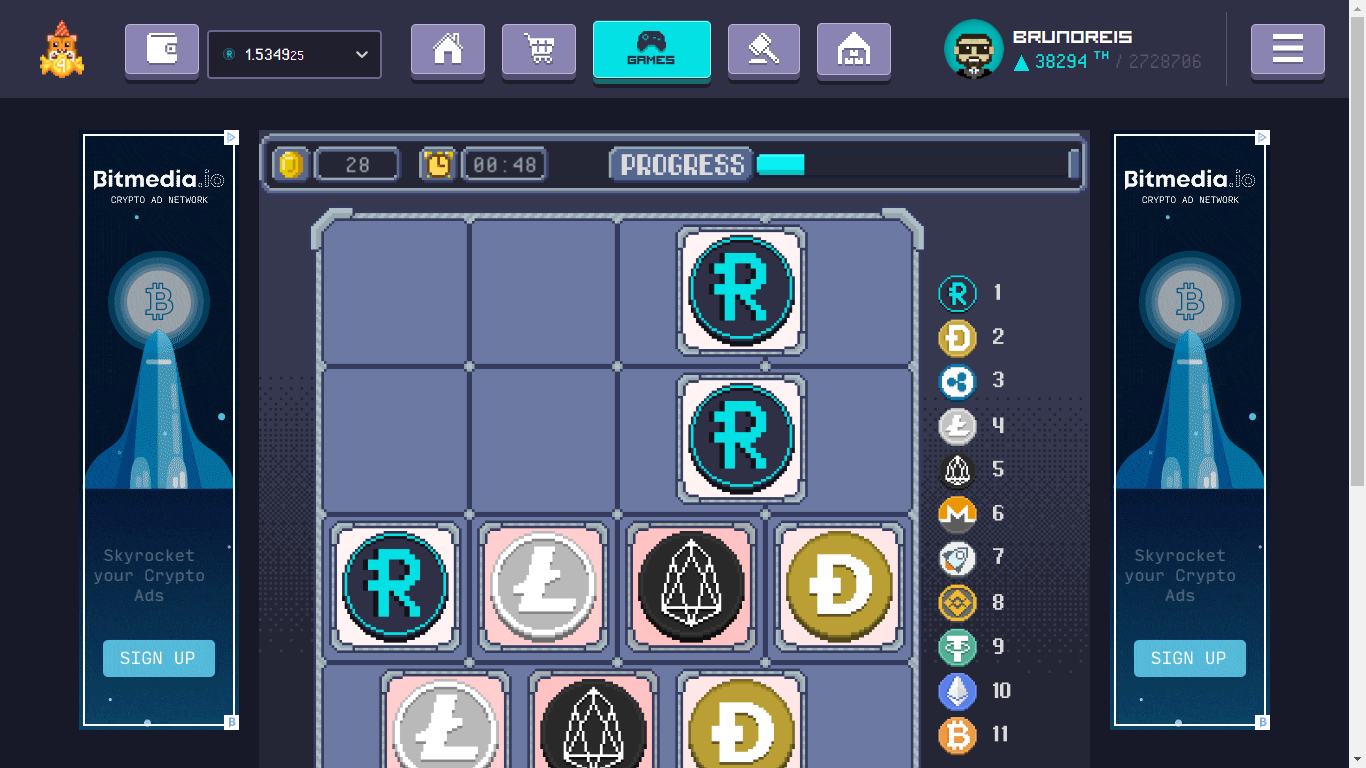 1.534925
GAMES
BRUNOREIS
38294 TH / 2728706
Bitmedia.io
CRYPTO AD NETWORK
Skyrocket
your Crypto
Ads
SIGN UP
28
00:48
PROGRESS
1
2
3
4
5
6
7
8
9
10
11
Bitmedia.io
CRYPTO AD NETWORK
Skyrocket
your Crypto
Ads
SIGN UP